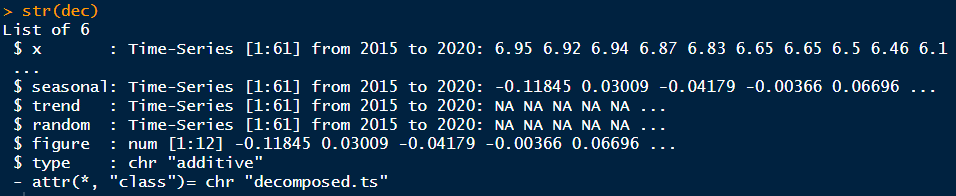 > str(dec)
List of 6
 $ x       : Time-Series [1:61] from 2015 to 2020: 6.95 6.92 6.94 6.87 6.83 6.65 6.65 6.5 6.46 6.1
 ...
 $ seasonal: Time-Series [1:61] from 2015 to 2020: -0.11845 0.03009 -0.04179 -0.00366 0.06696 ...
 $ trend   : Time-Series [1:61] from 2015 to 2020: NA NA NA NA NA ...
 $ random  : Time-Series [1:61] from 2015 to 2020: NA NA NA NA NA ...
 $ figure  : num [1:12] -0.11845 0.03009 -0.04179 -0.00366 0.06696 ...
 $ type    : chr "additive"
 - attr(*, "class")= chr "decomposed.ts"